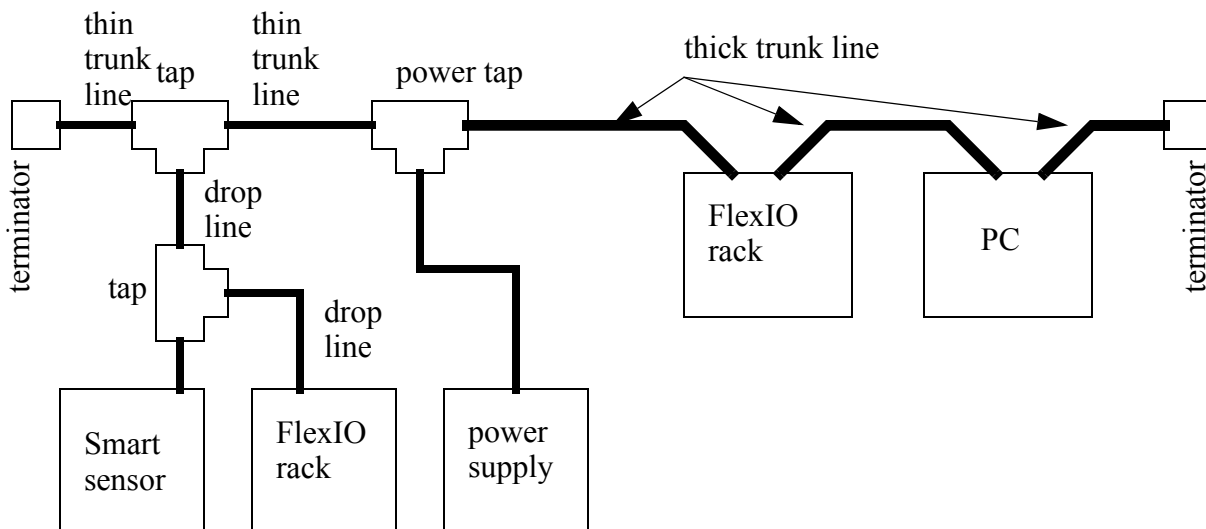 thin
trunk
line
tap
thin
trunk
line
power tap
thick trunk line
terminator
drop
line
FlexIO
rack
PC
terminator
tap
drop
line
Smart
sensor
FlexIO
rack
power
supply